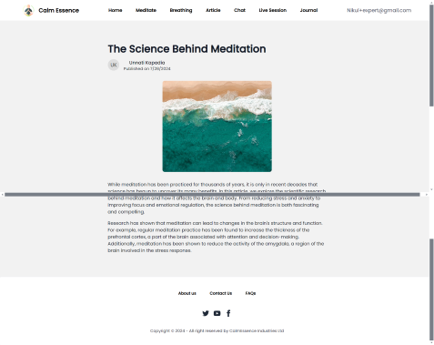 Calm Essence
Home Meditate Breathing Article Chat Live Session Journal
Nikul+expert@gmail.com
The Science Behind Meditation
UK
Unnati Kapadia
Published on 7/28/2024
While meditation has been practiced for thousands of years, it is only in recent decades that
science has begun to uncover its many benefits. In this article, we explore the scientific research
behind meditation and how it affects the brain and body. From reducing stress and anxiety to
improving focus and emotional regulation, the science behind meditation is both fascinating
and compelling.
Research has shown that meditation can lead to changes in the brain's structure and function.
For example, regular meditation practice has been found to increase the thickness of the
prefrontal cortex, a part of the brain associated with attention and decision-making.
Additionally, meditation has been shown to reduce the activity of the amygdala, a region of the
brain involved in the stress response.
About us Contact Us FAQs
Copyright © 2024 - All right reserved by CalmEssence Industries Ltd